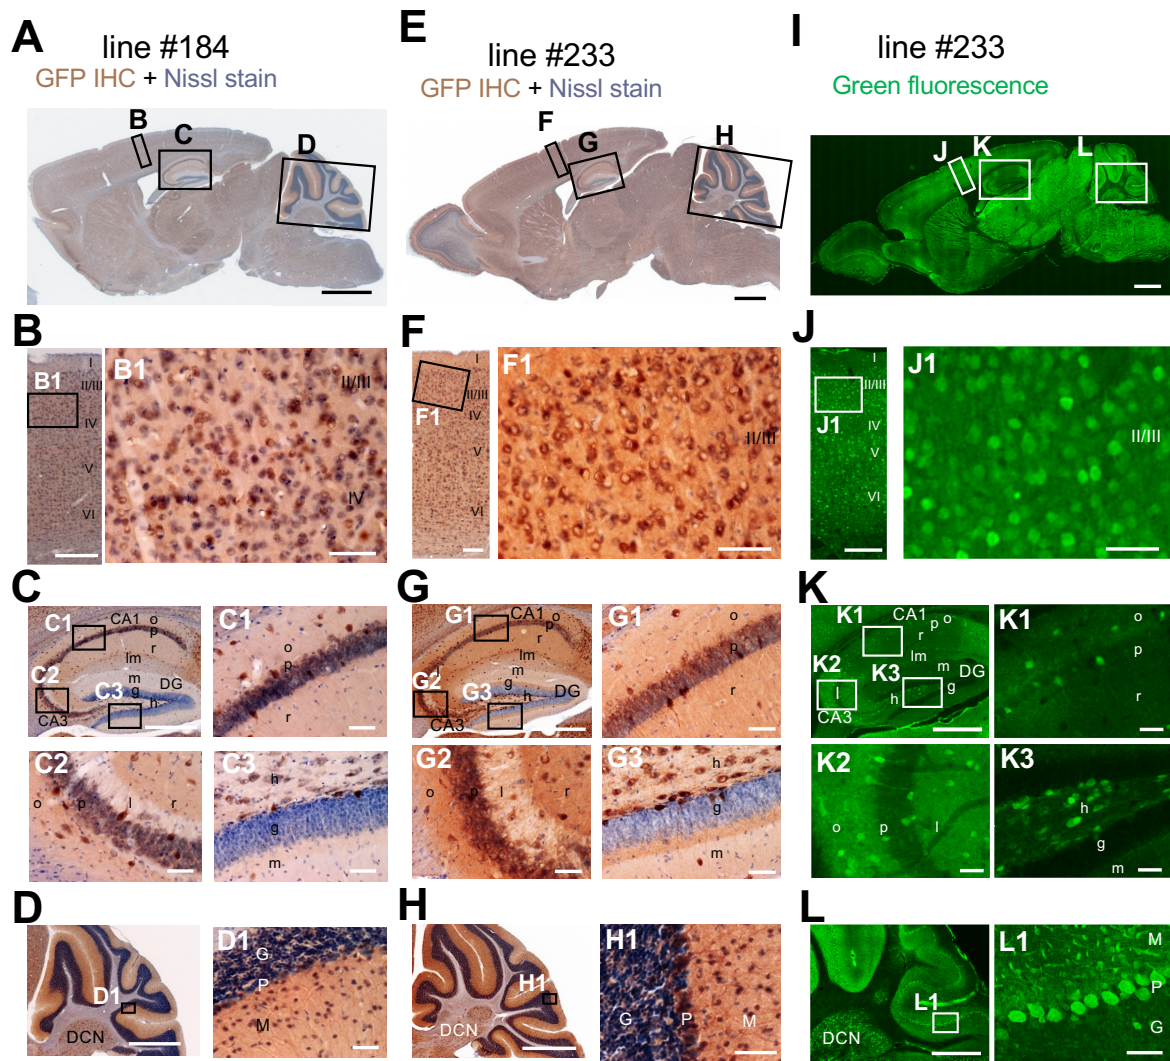 A
line #184
GFP IHC + Nissl stain
B
C
D
E
line #233
GFP IHC + Nissl stain
F
G
H
I
line #233
Green fluorescence
J
K
L
B
I
B1
II/III
IV
V
VI
B1
II/III
IV
F
I
II/III
F1
IV
V
VI
F1
II/III
J
I
II/III
J1
IV
V
VI
J1
II/III
C
C1
CA1
o
p
r
lm
m
C2
C3
g
DG
h
CA3
C1
o
p
r
C2
o
p
l
r
C3
h
g
m
G
G1
CA1
o
p
r
lm
m
G2
G3
g
DG
h
CA3
G1
o
p
r
G2
o
p
l
r
G3
h
g
m
K
K1
CA1
p
o
r
lm
K2
K3
m
DG
l
h
g
CA3
K1
o
p
r
K2
o
p
l
K3
h
g
m
D
D1
DCN
D1
G
P
M
H
H1
DCN
H1
G
P
M
L
L1
DCN
L1
M
P
G